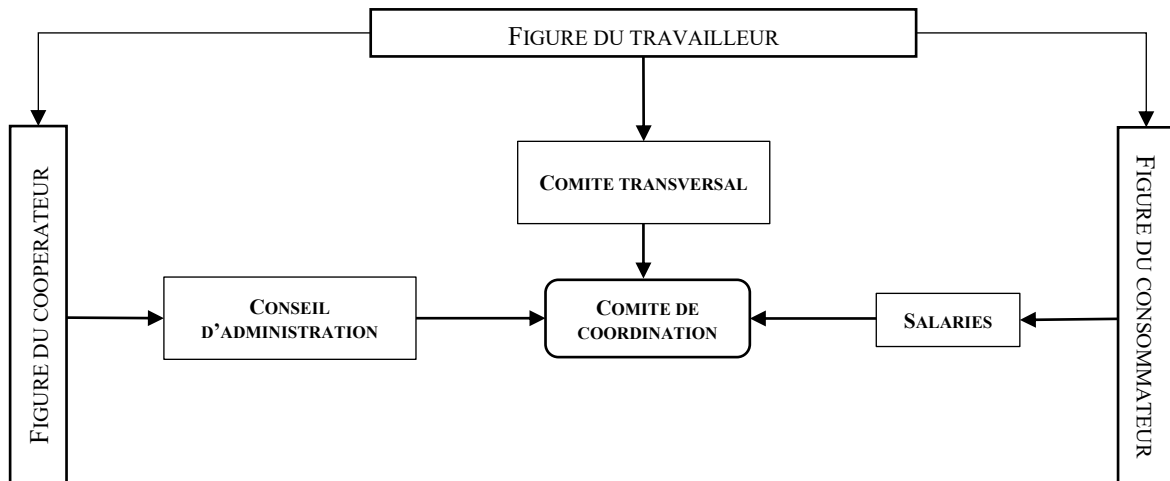 FIGURE DU TRAVAILLEUR
FIGURE DU COOPERATEUR
COMITE TRANSVERSAL
FIGURE DU CONSOMMATEUR
CONSEIL
D’ADMINISTRATION
COMITE DE
COORDINATION
SALARIES